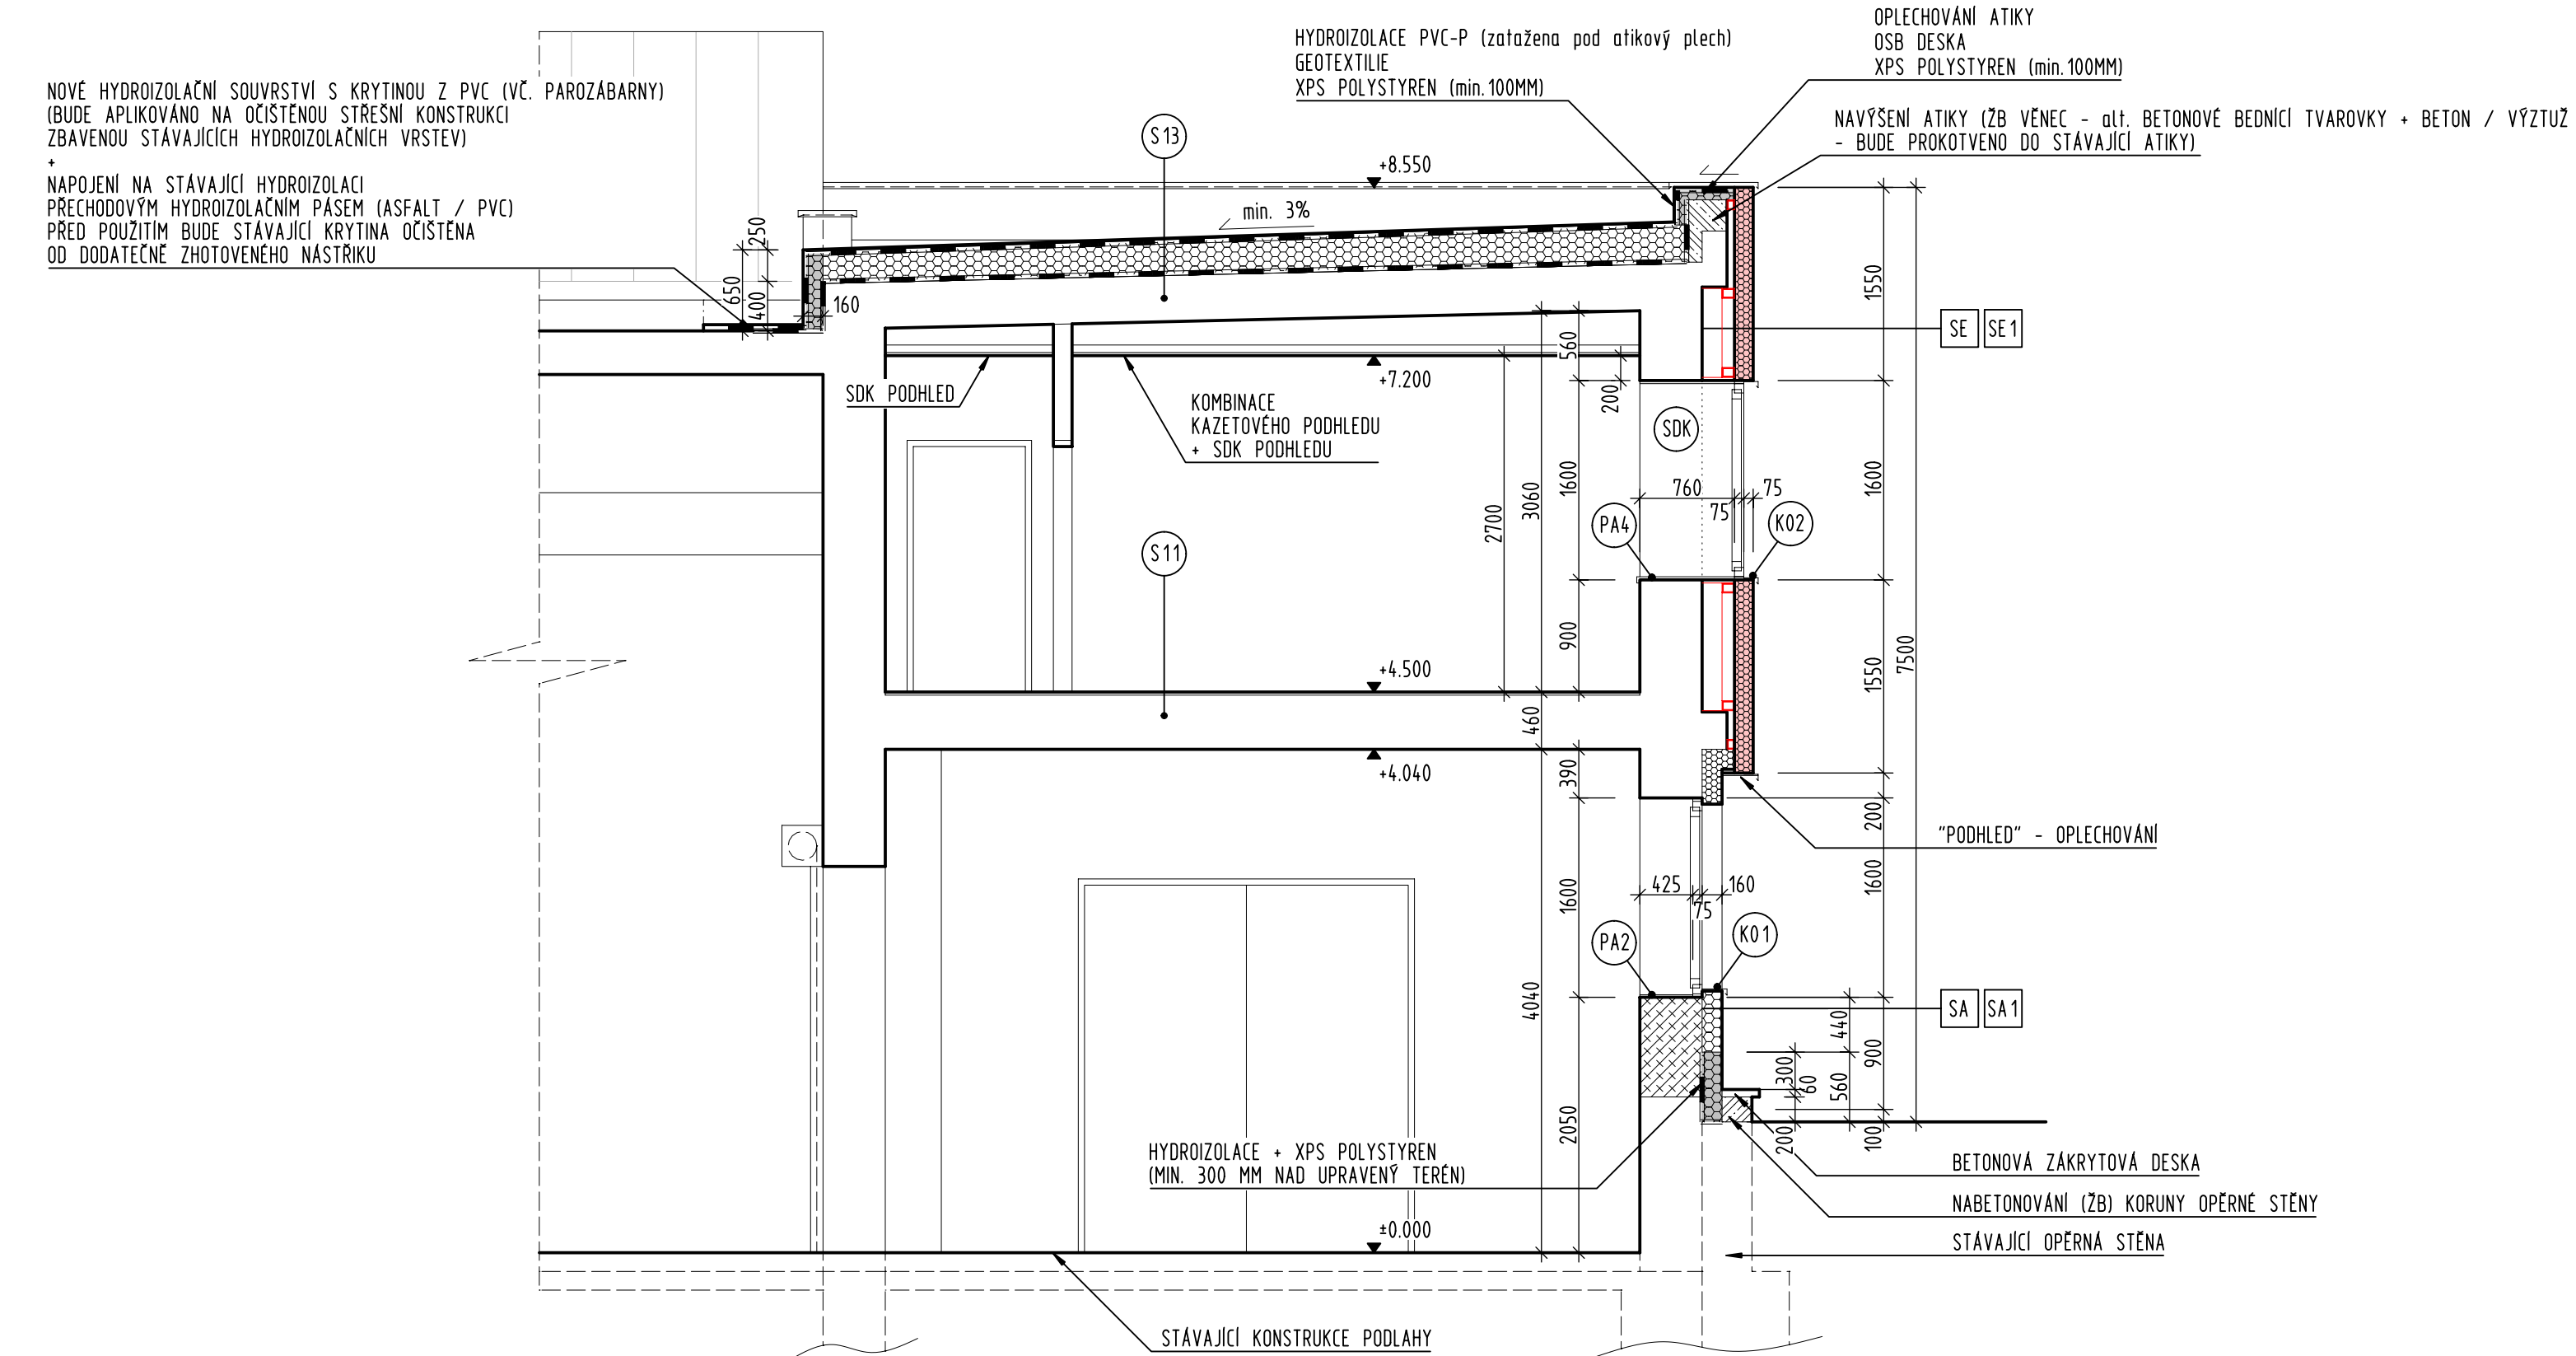 NOVÉ HYDROIZOLAČNÍ SOUVRSTVÍ S KRYTINOU Z PVC (VČ. PAROZÁBARNY)
(BUDE APLIKOVÁNO NA OČIŠTĚNOU STŘEŠNÍ KONSTRUKCI
ZBAVENOU STÁVAJÍCÍCH HYDROIZOLAČNÍCH VRSTEV)
+
NAPOJENÍ NA STÁVAJÍCÍ HYDROIZOLACI
PŘECHODOVÝM HYDROIZOLAČNÍM PÁSEM (ASFALT / PVC)
PŘED POUŽITÍM BUDE STÁVAJÍCÍ KRYTINA OČIŠTĚNA
OD DODATEČNĚ ZHOTOVENÉHO NÁSTŘIKU
HYDROIZOLACE PVC-P (zatažena pod atikový plech)
GEOTEXTILIE
XPS POLYSTYREN (min.100MM)
OPLECHOVÁNÍ ATIKY
OSB DESKA
XPS POLYSTYREN (min.100MM)
NAVÝŠENÍ ATIKY (ŽB VĚNEC - alt. BETONOVÉ BEDNÍCÍ TVAROVKY + BETON / VÝZTUŽ
- BUDE PROKOTVENO DO STÁVAJÍCÍ ATIKY)
S13
+8.550
min. 3%
250
650
400
160
1550
560
SE
SE1
+7.200
200
SDK PODHLED
KOMBINACE
KAZETOVÉHO PODHLEDU
+ SDK PODHLEDU
SDK
1600
1600
3060
2700
760
75
75
PA4
K02
S11
900
1550
7500
+4.500
460
+4.040
390
200
"PODHLED" - OPLECHOVÁNÍ
1600
1600
425
75
160
PA2
K01
4040
SA
SA1
440
900
300
60
560
2050
200
100
HYDROIZOLACE + XPS POLYSTYREN
(MIN. 300 MM NAD UPRAVENÝ TERÉN)
BETONOVÁ ZÁKRYTOVÁ DESKA
NABETONOVÁNÍ (ŽB) KORUNY OPĚRNÉ STĚNY
±0.000
STÁVAJÍCÍ OPĚRNÁ STĚNA
STÁVAJÍCÍ KONSTRUKCE PODLAHY